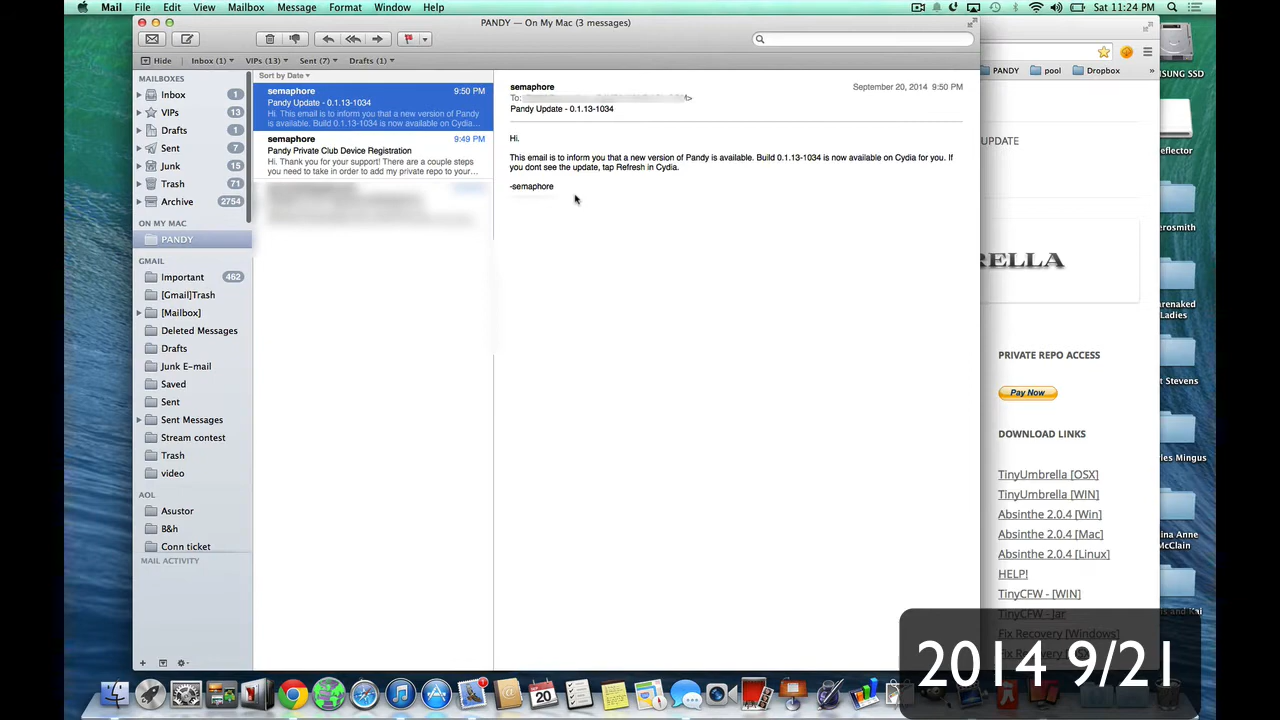 Mail File Edit View Mailbox Message Format Window Help
Sat 11:24 PM
PANDY — On My Mac (3 messages)
Hide Inbox (1) VIPs (13) Sent (7) Drafts (1)
MAILBOXES
Inbox 1
VIPs 13
Drafts 1
Sent 7
Junk 15
Trash 71
Archive 2754
ON MY MAC
PANDY
GMAIL
Important 462
[Gmail]Trash
[Mailbox]
Deleted Messages
Drafts
Junk E-mail
Saved
Sent
Sent Messages
Stream contest
Trash
video
AOL
Asustor
B&h
Conn ticket
MAIL ACTIVITY
Sort by Date
semaphore 9:50 PM
Pandy Update - 0.1.13-1034
Hi. This email is to inform you that a new version of Pandy
is available. Build 0.1.13-1034 is now available on Cydia…
semaphore 9:49 PM
Pandy Private Club Device Registration
Hi. Thank you for your support! There are a couple steps
you need to take in order to add my private repo to your…
semaphore September 20, 2014 9:50 PM
To:
Pandy Update - 0.1.13-1034
Hi.
This email is to inform you that a new version of Pandy is available. Build 0.1.13-1034 is now available on Cydia for you. If
you dont see the update, tap Refresh in Cydia.
-semaphore
PANDY pool Dropbox »
UPDATE
RELLA
PRIVATE REPO ACCESS
Pay Now
DOWNLOAD LINKS
TinyUmbrella [OSX]
TinyUmbrella [WIN]
Absinthe 2.0.4 [Win]
Absinthe 2.0.4 [Mac]
Absinthe 2.0.4 [Linux]
HELP!
TinyCFW - [WIN]
TinyCFW - Jar
Fix Recovery [Windows]
Fix Recovery
SUNG SSD
eflector
erosmith
renaked
Ladies
t Stevens
les Mingus
ina Anne
McClain
is and Kai
20
2014 9/21